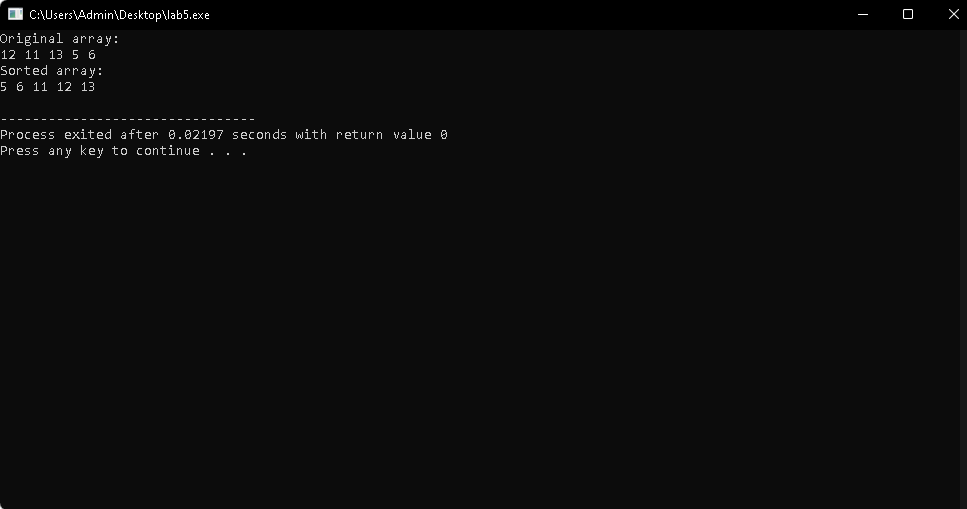 C:\Users\Admin\Desktop\lab5.exe
Original array:
12 11 13 5 6
Sorted array:
5 6 11 12 13
--------------------------------
Process exited after 0.02197 seconds with return value 0
Press any key to continue . . .